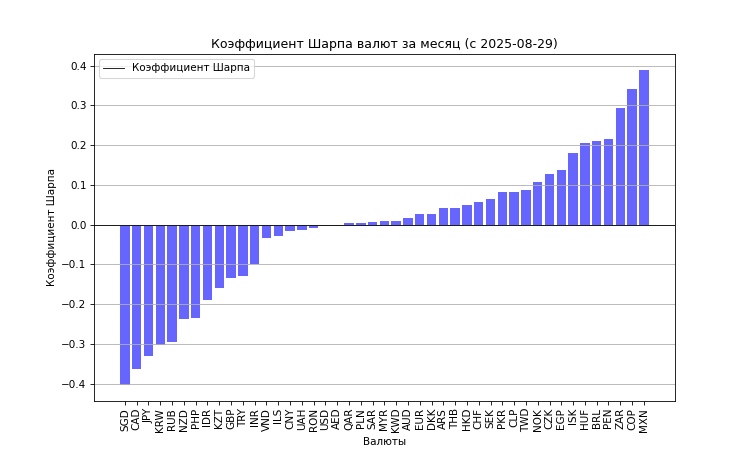 Коэффициент Шарпа валют за месяц (с 2025-08-29)
Коэффициент Шарпа
Коэффициент Шарпа
0.4
0.3
0.2
0.1
0.0
−0.1
−0.2
−0.3
−0.4
SGD
CAD
JPY
KRW
RUB
NZD
PHP
IDR
KZT
GBP
TRY
INR
VND
ILS
CNY
UAH
RON
USD
AED
QAR
PLN
SAR
MYR
KWD
AUD
EUR
DKK
ARS
THB
HKD
CHF
SEK
PKR
CLP
TWD
NOK
CZK
EGP
ISK
HUF
BRL
PEN
ZAR
COP
MXN
Валюты